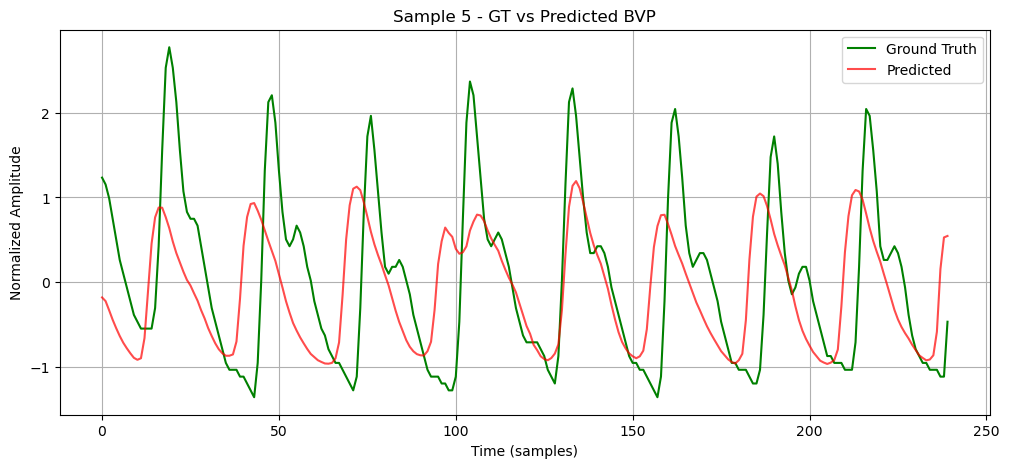 Sample 5 - GT vs Predicted BVP
Ground Truth
Predicted
Normalized Amplitude
2
1
0
−1
0
50
100
150
200
250
Time (samples)